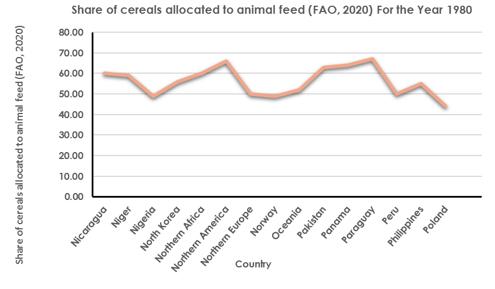 Share of cereals allocated to animal feed (FAO, 2020) For the Year 1980
Share of cereals allocated to animal feed (FAO, 2020)
80.00
70.00
60.00
50.00
40.00
30.00
20.00
10.00
0.00
Nicaragua
Niger
Nigeria
North Korea
Northern Africa
Northern America
Northern Europe
Norway
Oceania
Pakistan
Panama
Paraguay
Peru
Philippines
Poland
Country